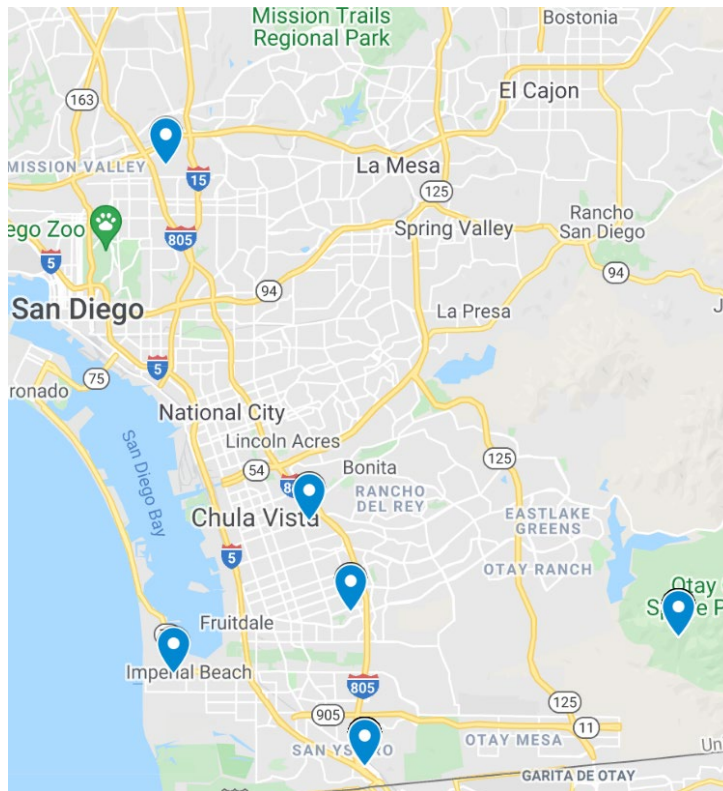 Mission Trails
Regional Park
Bostonia
163
El Cajon
MISSION VALLEY
La Mesa
15
125
ego Zoo
805
Spring Valley
Rancho
San Diego
5
94
94
San Diego
La Presa
J
5
75
ronado
National City
San Diego Bay
Lincoln Acres
54
Bonita
125
RANCHO
DEL REY
Chula Vista
EASTLAKE
GREENS
5
OTAY RANCH
Otay
Fruitdale
Imperial Beach
805
905
125
11
SAN YSIDRO
OTAY MESA
Un
GARITA DE OTAY